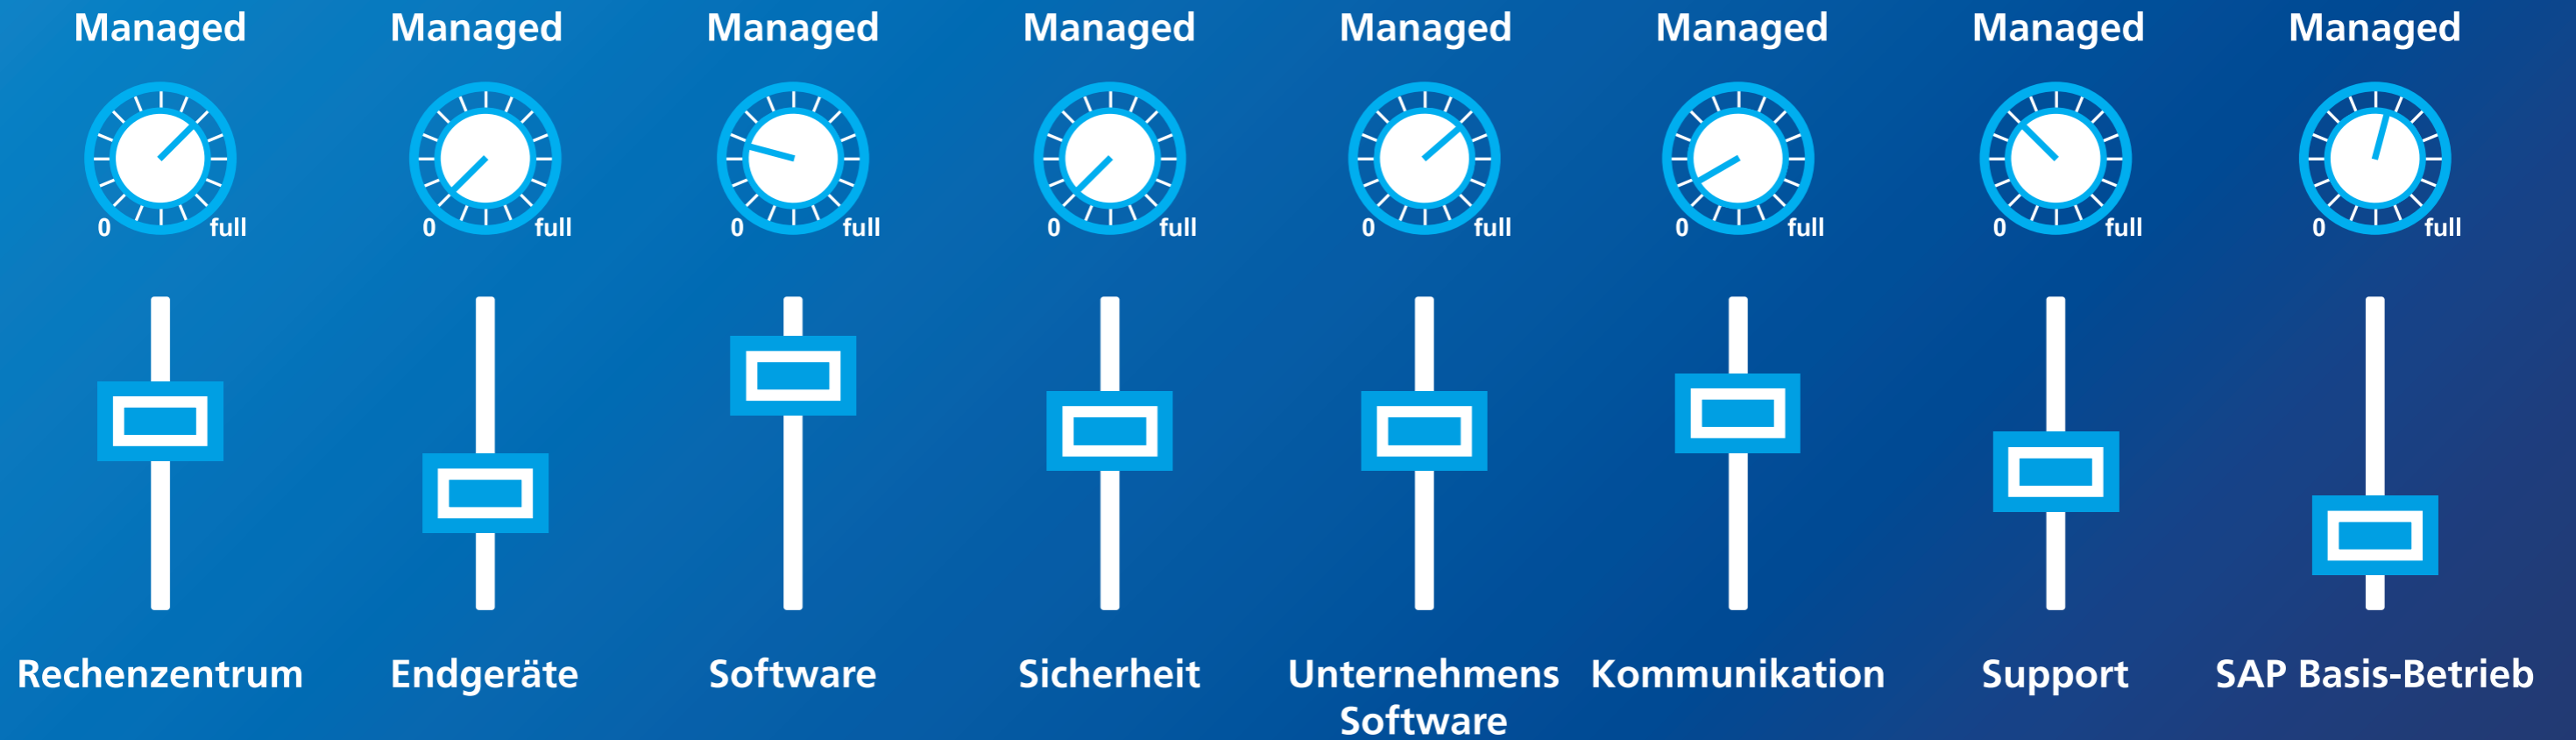 Managed
Managed
Managed
Managed
Managed
Managed
Managed
Managed
0 full
0 full
0 full
0 full
0 full
0 full
0 full
0 full
Rechenzentrum
Endgeräte
Software
Sicherheit
Unternehmens
Software
Kommunikation
Support
SAP Basis-Betrieb